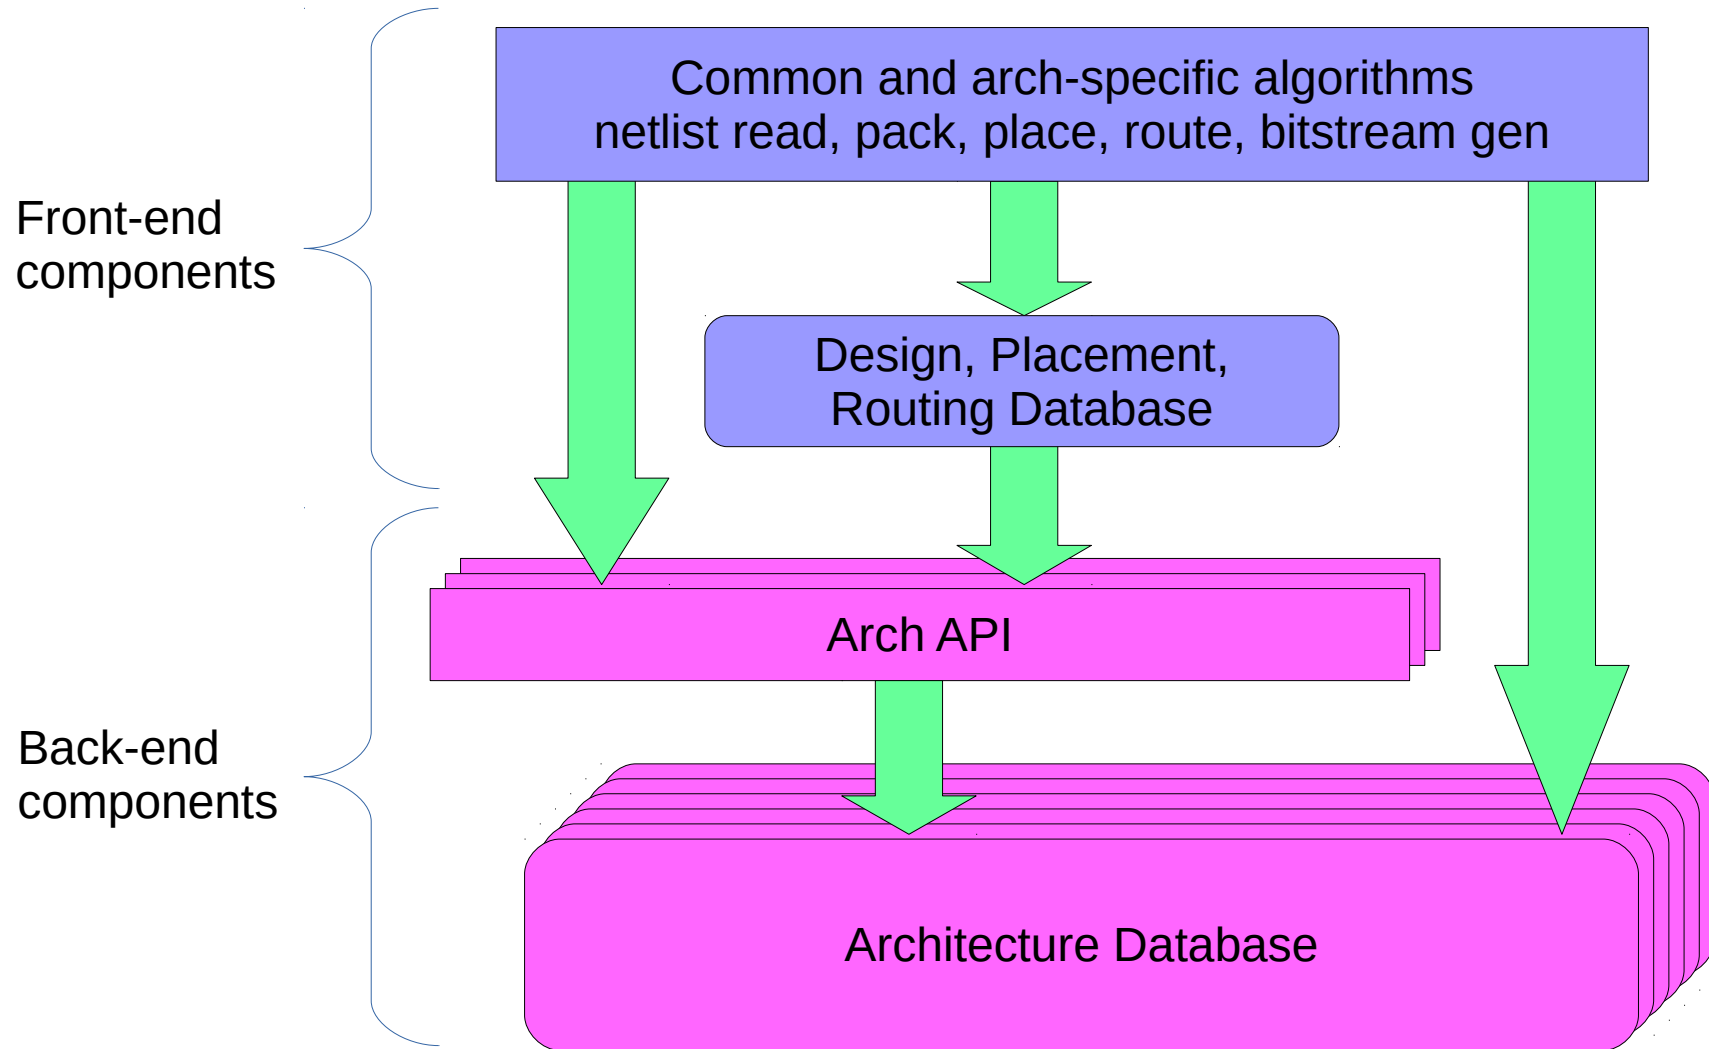 Common and arch-specific algorithms
netlist read, pack, place, route, bitstream gen
Front-end
components
Design, Placement,
Routing Database
Arch API
Back-end
components
Architecture Database